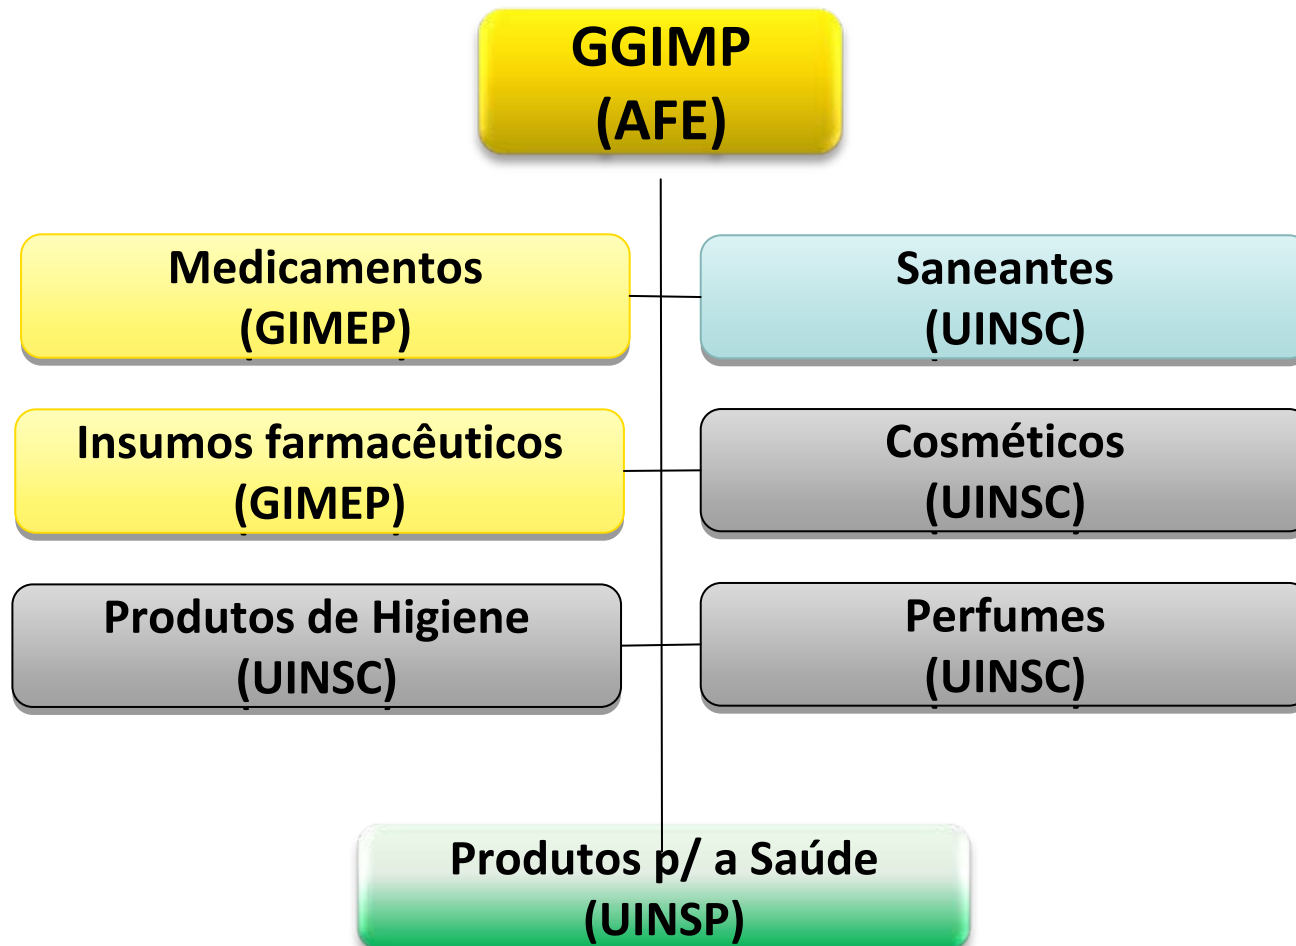 GGIMP
(AFE)
Medicamentos
(GIMEP)
Saneantes
(UINSC)
Insumos farmacêuticos
(GIMEP)
Cosméticos
(UINSC)
Produtos de Higiene
(UINSC)
Perfumes
(UINSC)
Produtos p/ a Saúde
(UINSP)